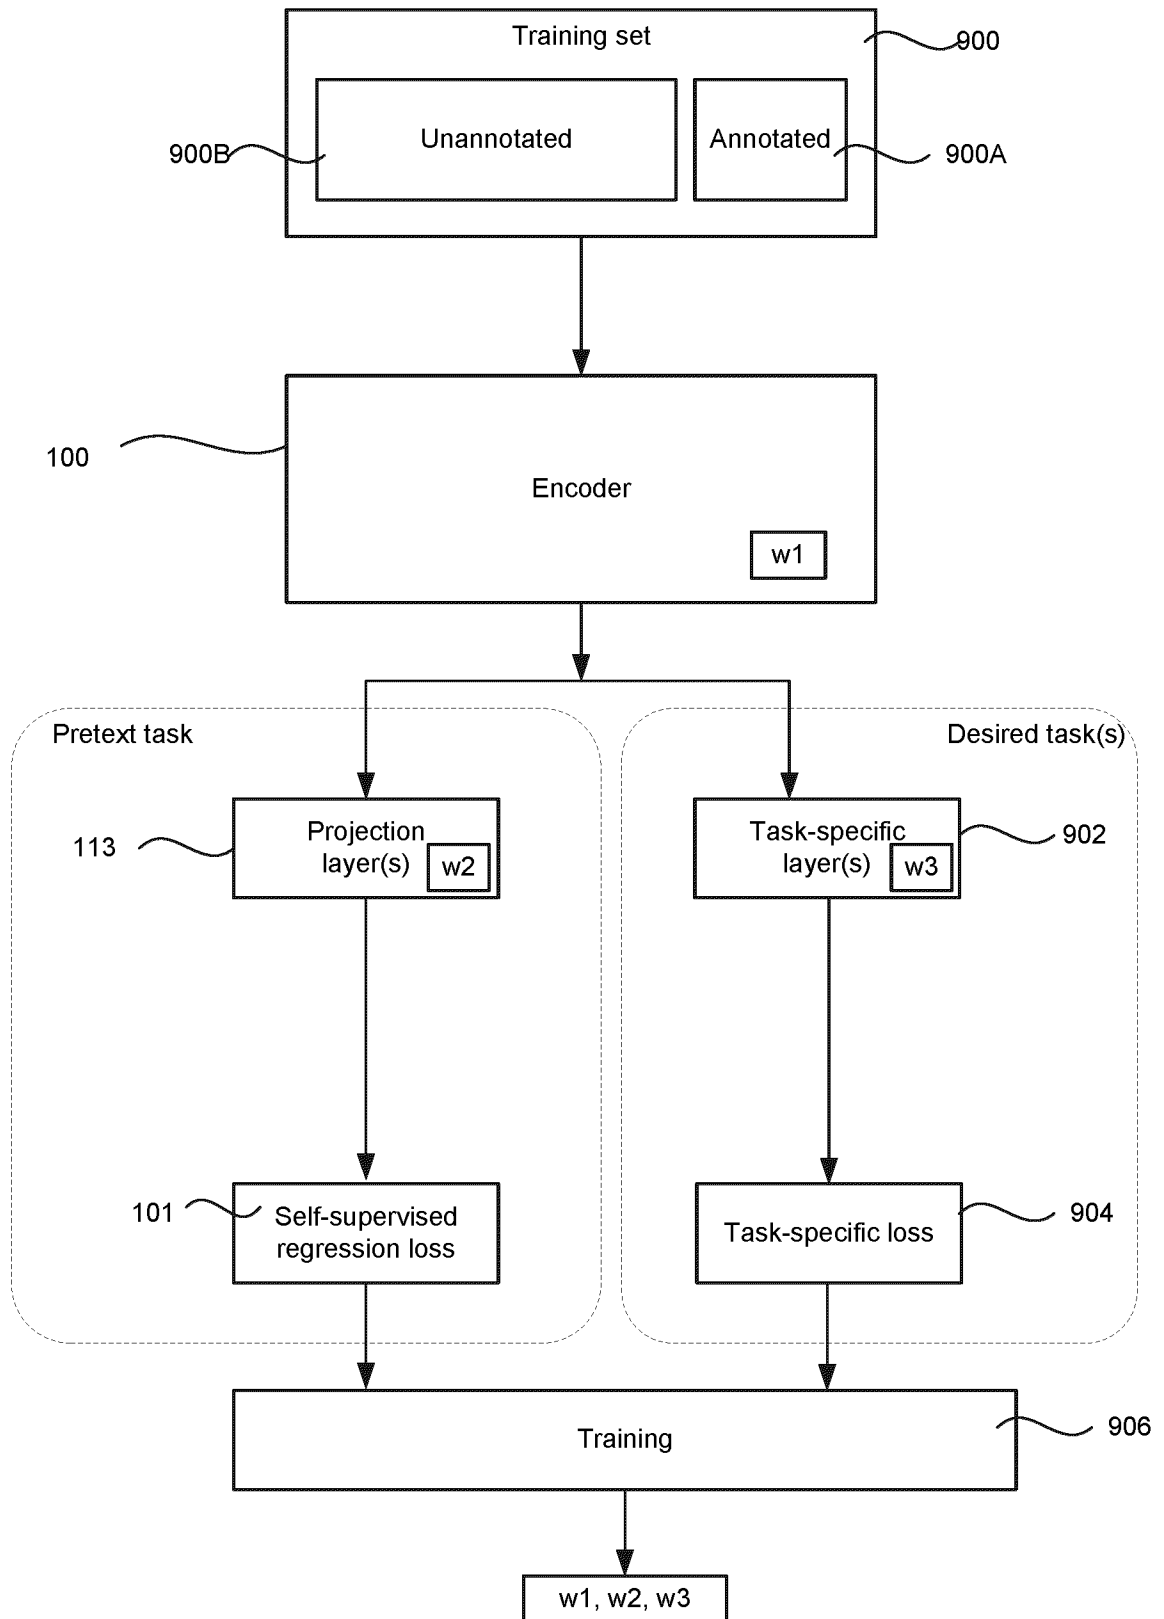 Training set
900
Unannotated
Annotated
900B
900A
100
Encoder
w1
Pretext task
Desired task(s)
Projection
layer(s)
w2
113
Task-specific
layer(s)
w3
902
101
Self-supervised
regression loss
Task-specific loss
904
Training
906
w1, w2, w3